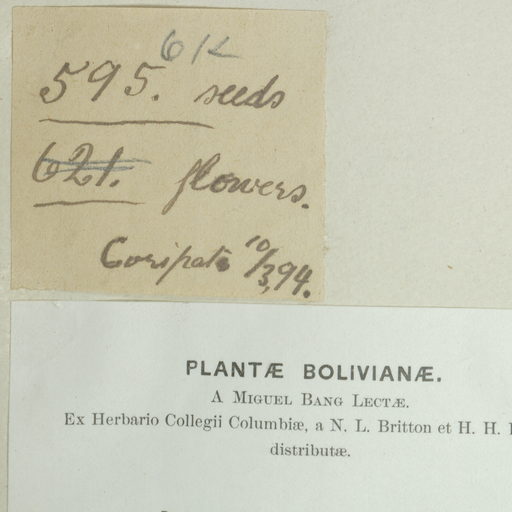 595. seeds
621. flowers.
Coripata 10/3,94.
PLANTÆ BOLIVIANÆ.
A MIGUEL BANG LECTÆ.
Ex Herbario Collegii Columbiæ, a N. L. Britton et H. H.
distributæ.